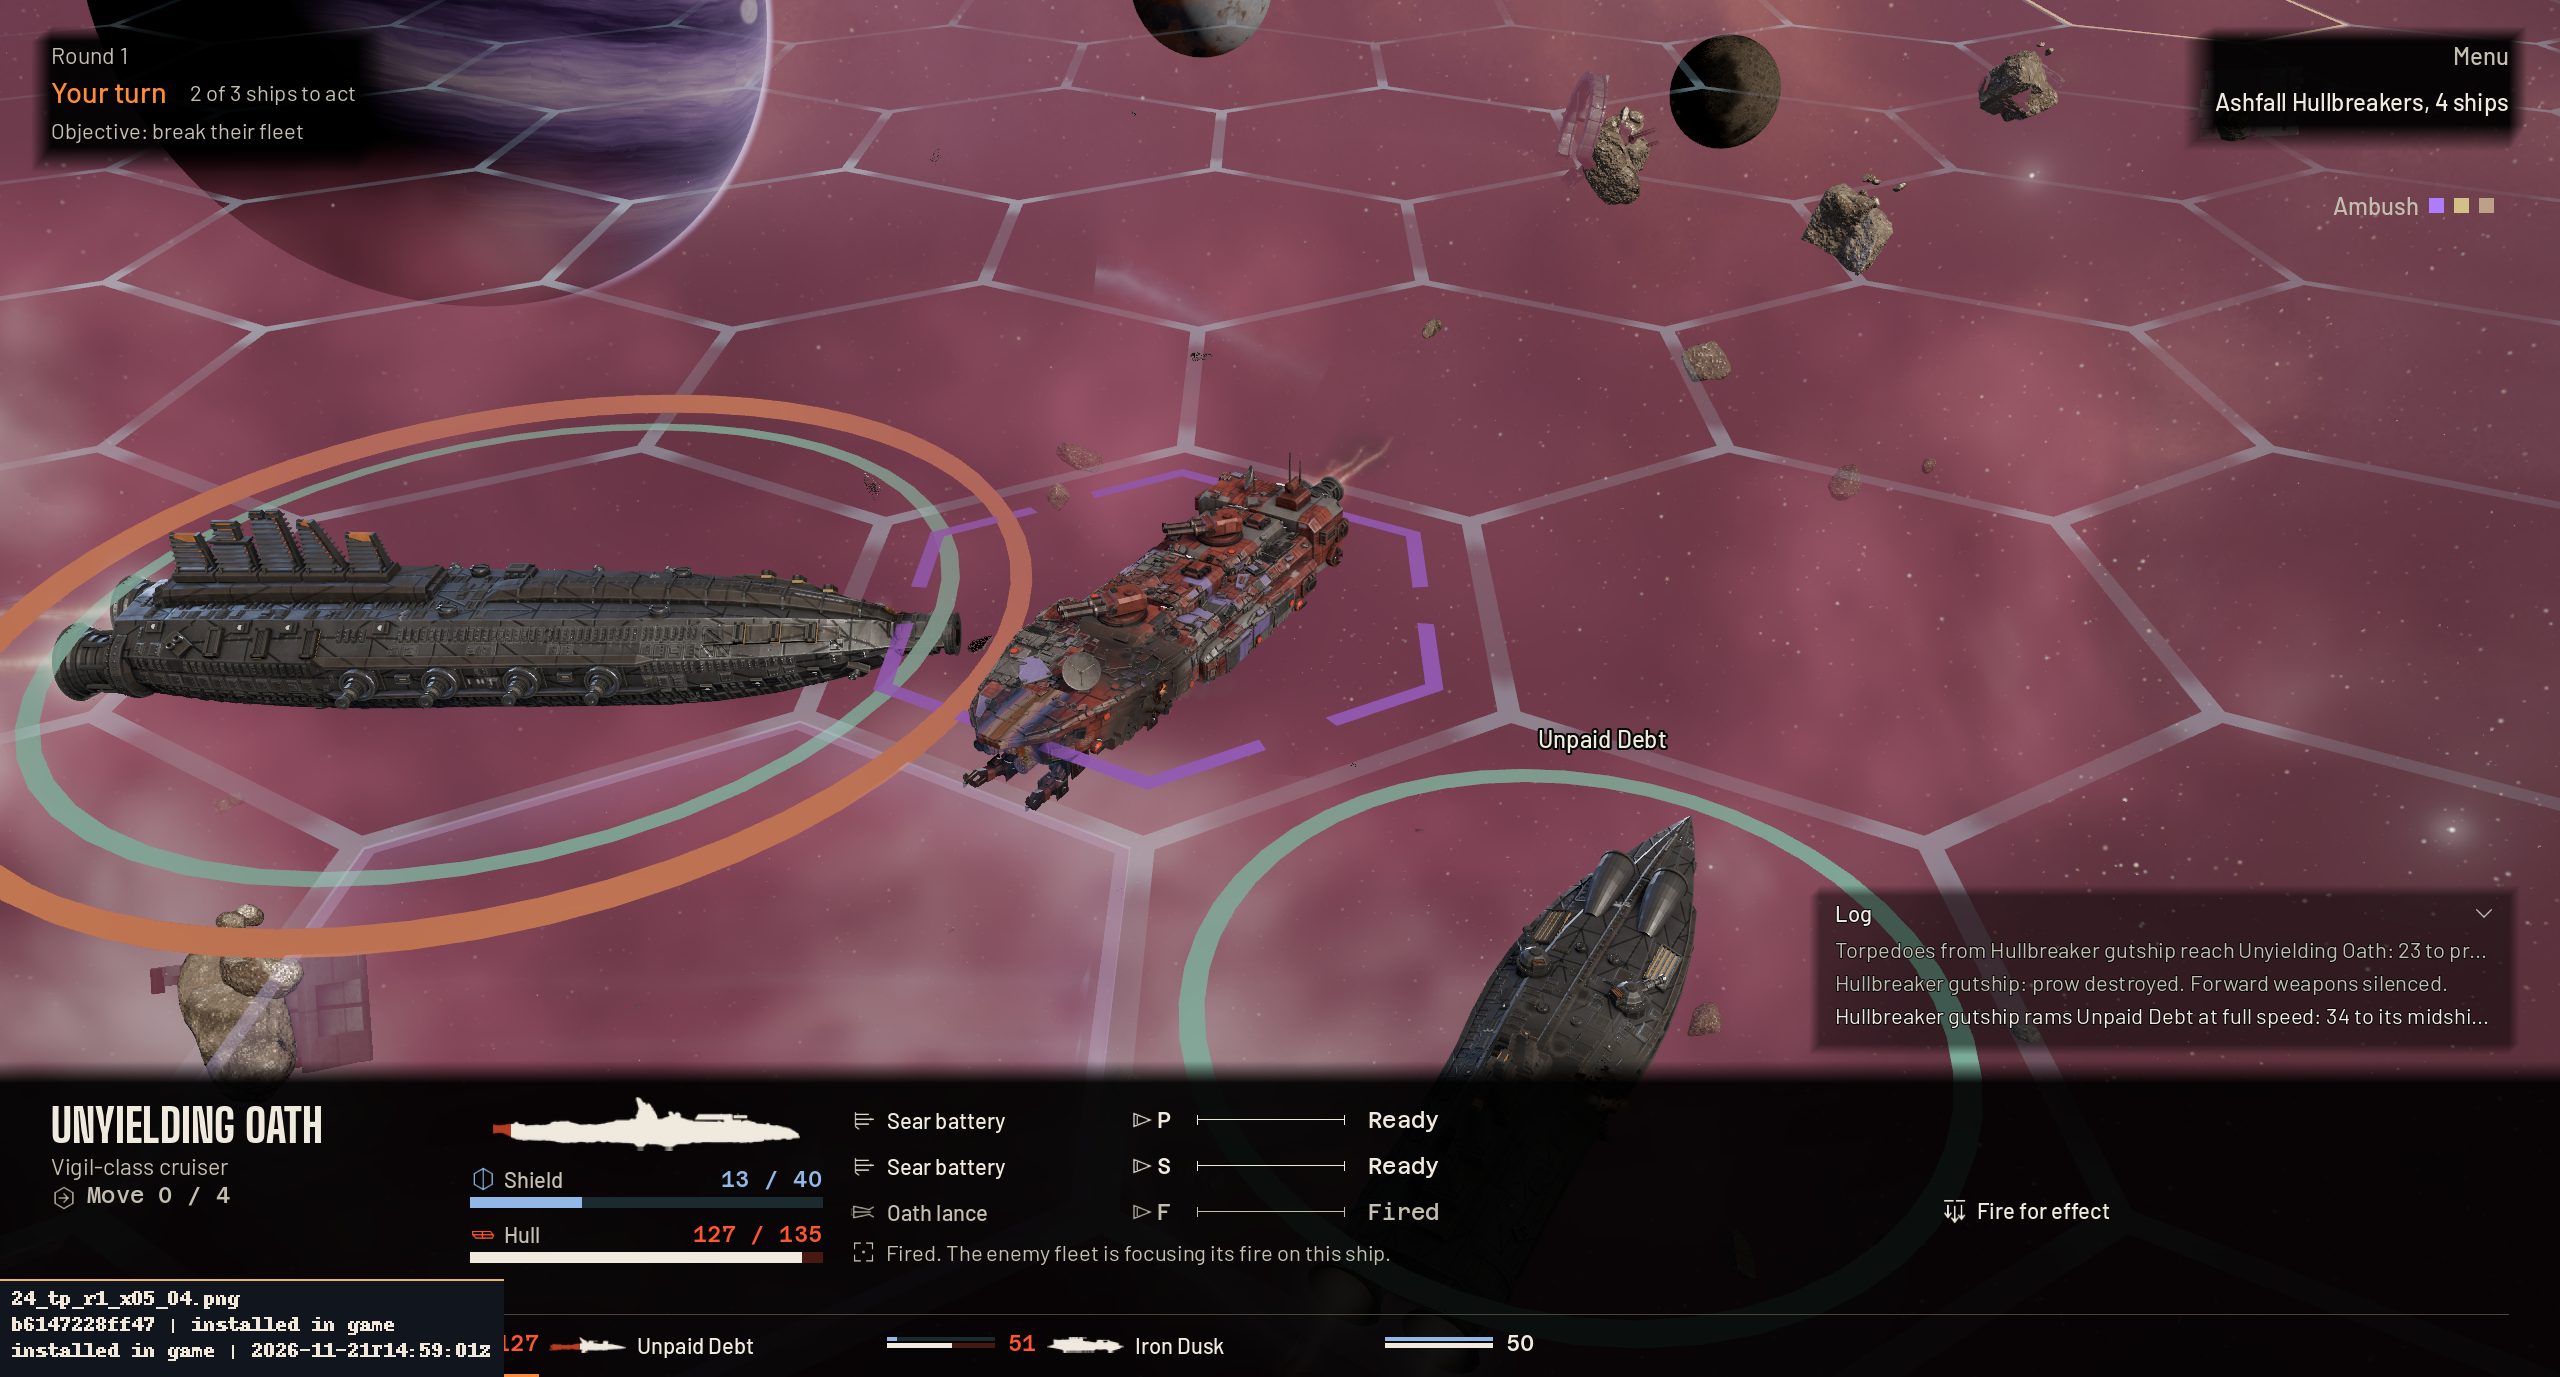 Round 1
Your turn 2 of 3 ships to act
Objective: break their fleet
Menu
Ashfall Hullbreakers, 4 ships
Ambush
Unpaid Debt
Log
Torpedoes from Hullbreaker gutship reach Unyielding Oath: 23 to pr...
Hullbreaker gutship: prow destroyed. Forward weapons silenced.
Hullbreaker gutship rams Unpaid Debt at full speed: 34 to its midshi...
UNYIELDING OATH
Vigil-class cruiser
Move 0 / 4
Shield 13 / 40
Hull 127 / 135
Sear battery P Ready
Sear battery S Ready
Oath lance F Fired
Fired. The enemy fleet is focusing its fire on this ship.
Fire for effect
24_tp_r1_x05_04.png
b6147228ff47 | installed in game
installed in game | 2026-11-21r14:59:01z
127 Unpaid Debt 51 Iron Dusk 50